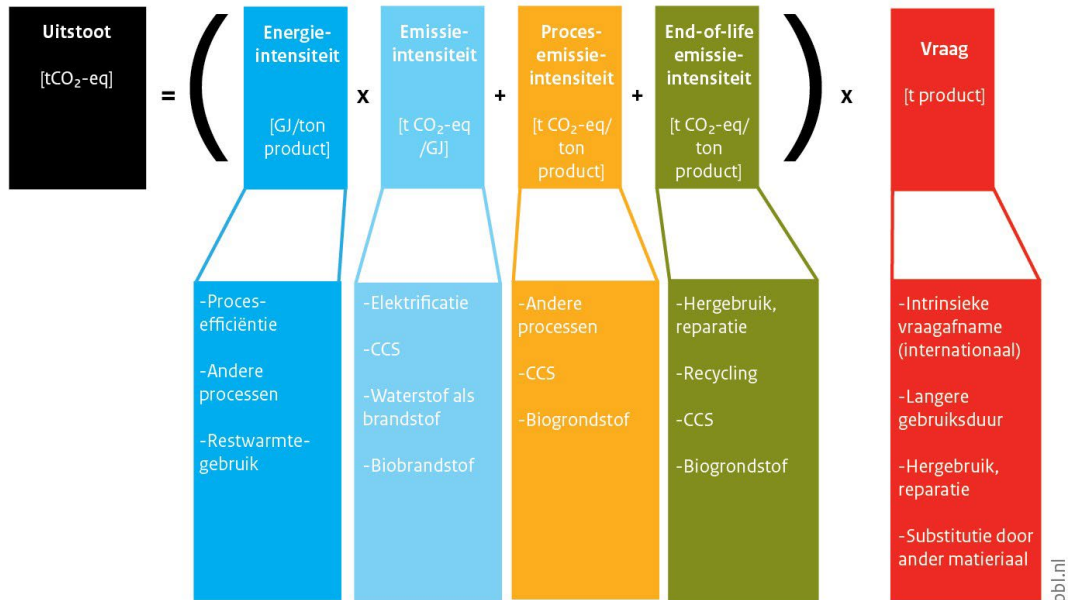 Uitstoot
[tCO₂-eq]
=
(
Energie-
intensiteit
[GJ/ton
product]
x
Emissie-
intensiteit
[t CO₂-eq
/GJ]
+
Proces-
emissie-
intensiteit
[t CO₂-eq/
ton
product]
+
End-of-life
emissie-
intensiteit
[t CO₂-eq/
ton
product]
)
x
Vraag
[t product]
-Proces-
efficiëntie
-Andere
processen
-Restwarmte-
gebruik
-Elektrificatie
-CCS
-Waterstof als
brandstof
-Biobrandstof
-Andere
processen
-CCS
-Biogrondstof
-Hergebruik,
reparatie
-Recycling
-CCS
-Biogrondstof
-Intrinsieke
vraagafname
(internationaal)
-Langere
gebruiksduur
-Hergebruik,
reparatie
-Substitutie door
ander matieriaal
pbl.nl